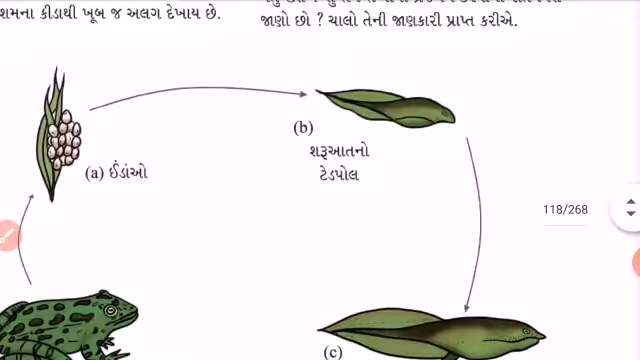 શમના કીડાથી ખૂબ જ અલગ દેખાય છે.
જાણો છો ? ચાલો તેની જાણકારી પ્રાપ્ત કરીએ.
(b)
શરૂઆતનો
ટેડપોલ
(a) ઈંડાંઓ
118/268
(c)